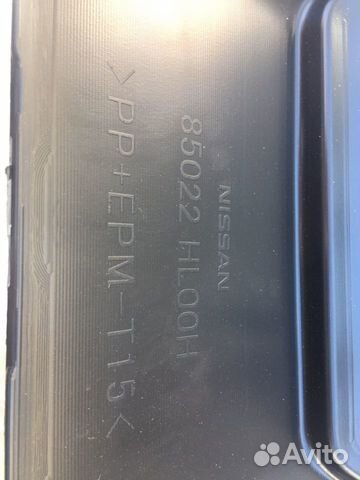 NISSAN
85022 HL00H
>PP+EPM-T15<
Avito